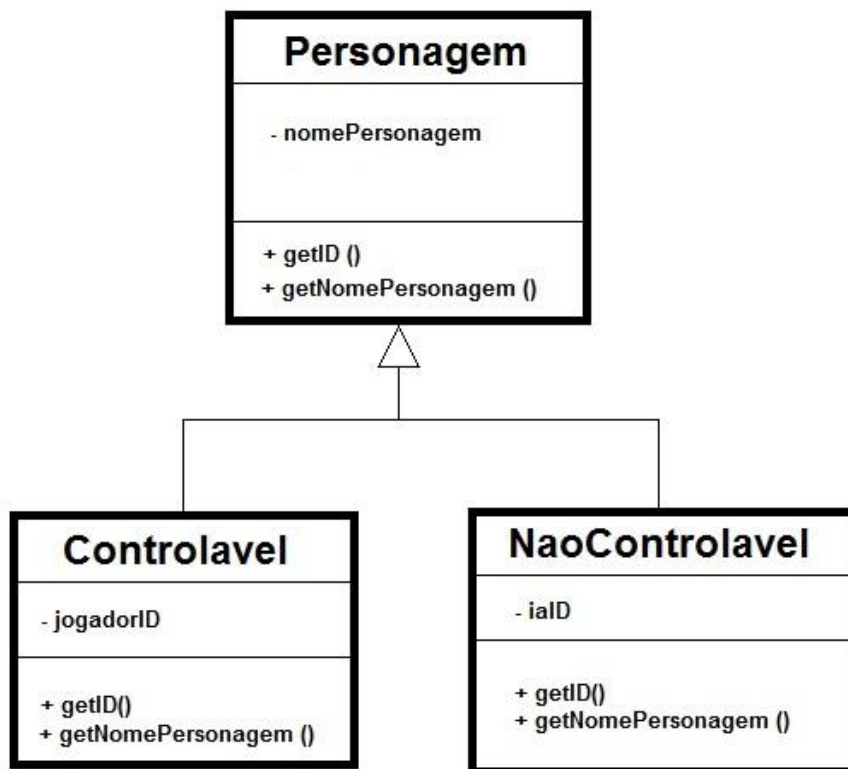 Personagem
- nomePersonagem
+ getID ()
+ getNomePersonagem ()
Controlavel
- jogadorID
+ getID()
+ getNomePersonagem ()
NaoControlavel
- iaID
+ getID()
+ getNomePersonagem ()